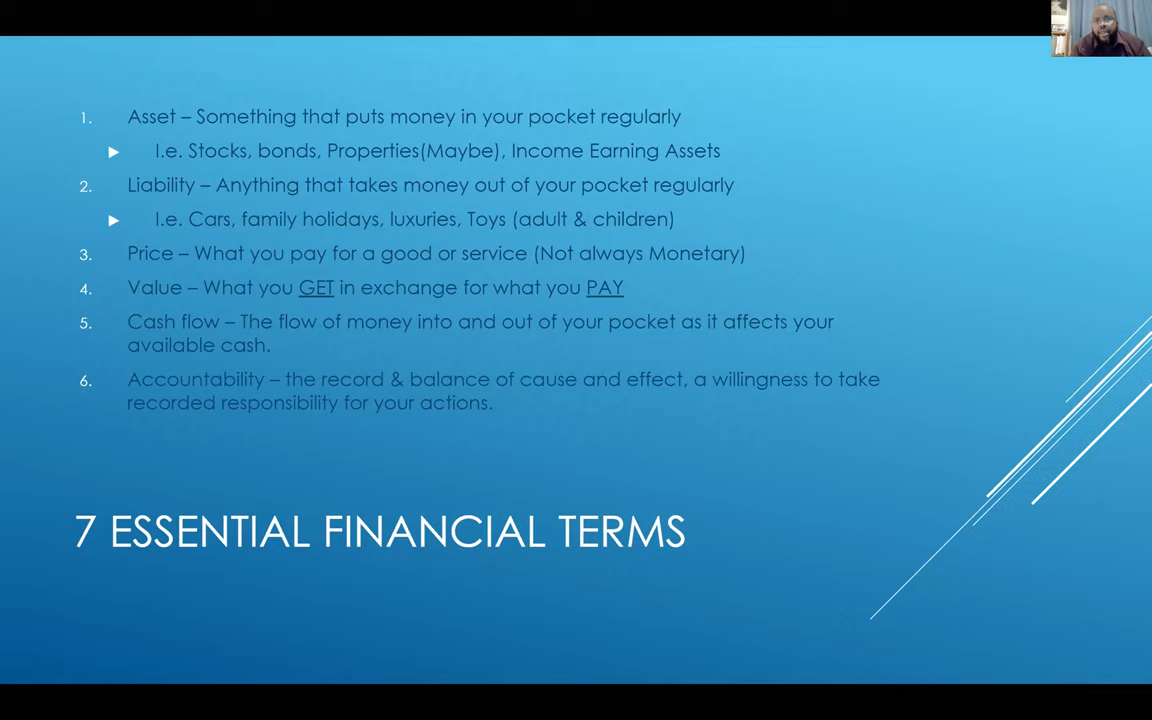 1. Asset – Something that puts money in your pocket regularly
I.e. Stocks, bonds, Properties(Maybe), Income Earning Assets
2. Liability – Anything that takes money out of your pocket regularly
I.e. Cars, family holidays, luxuries, Toys (adult & children)
3. Price – What you pay for a good or service (Not always Monetary)
4. Value – What you GET in exchange for what you PAY
5. Cash flow – The flow of money into and out of your pocket as it affects your
available cash.
6. Accountability – the record & balance of cause and effect, a willingness to take
recorded responsibility for your actions.
7 ESSENTIAL FINANCIAL TERMS